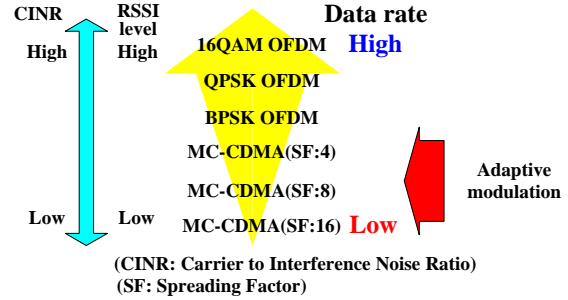 CINR RSSI level Data rate
High High 16QAM OFDM High
QPSK OFDM
BPSK OFDM
MC-CDMA(SF:4)
Adaptive modulation
MC-CDMA(SF:8)
Low Low MC-CDMA(SF:16) Low
(CINR: Carrier to Interference Noise Ratio)
(SF: Spreading Factor)